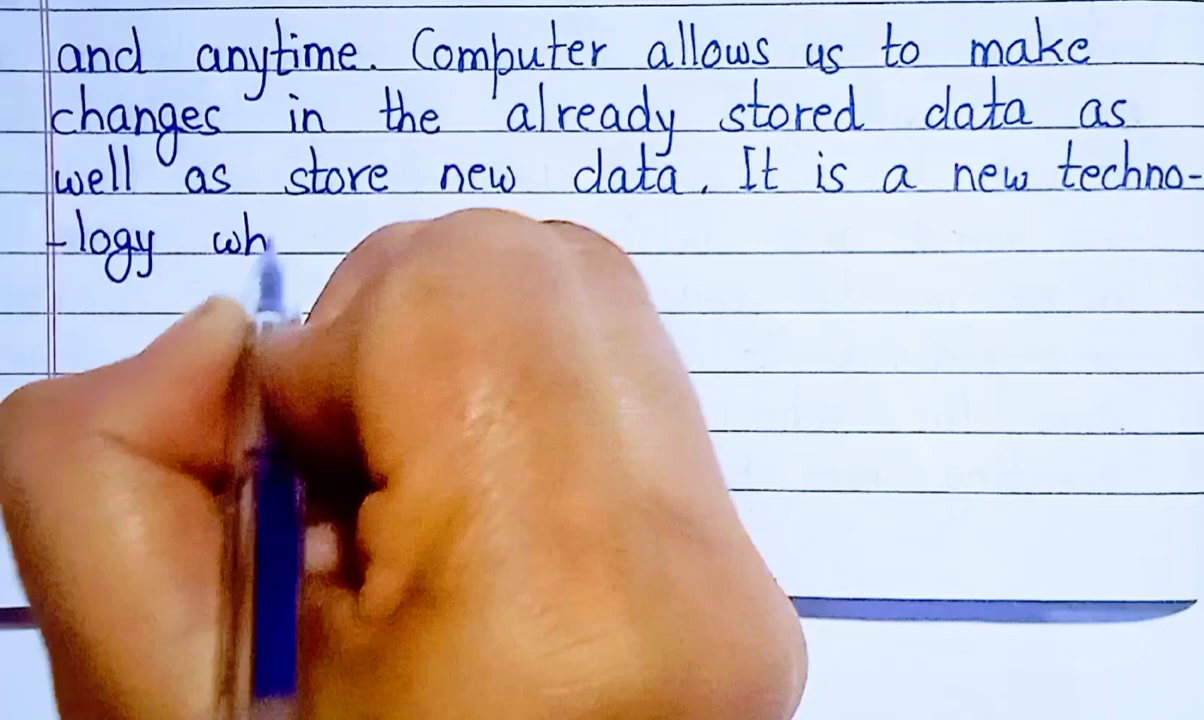 and anytime. Computer allows us to make
changes in the already stored data as
well as store new data. It is a new techno-
-logy wh